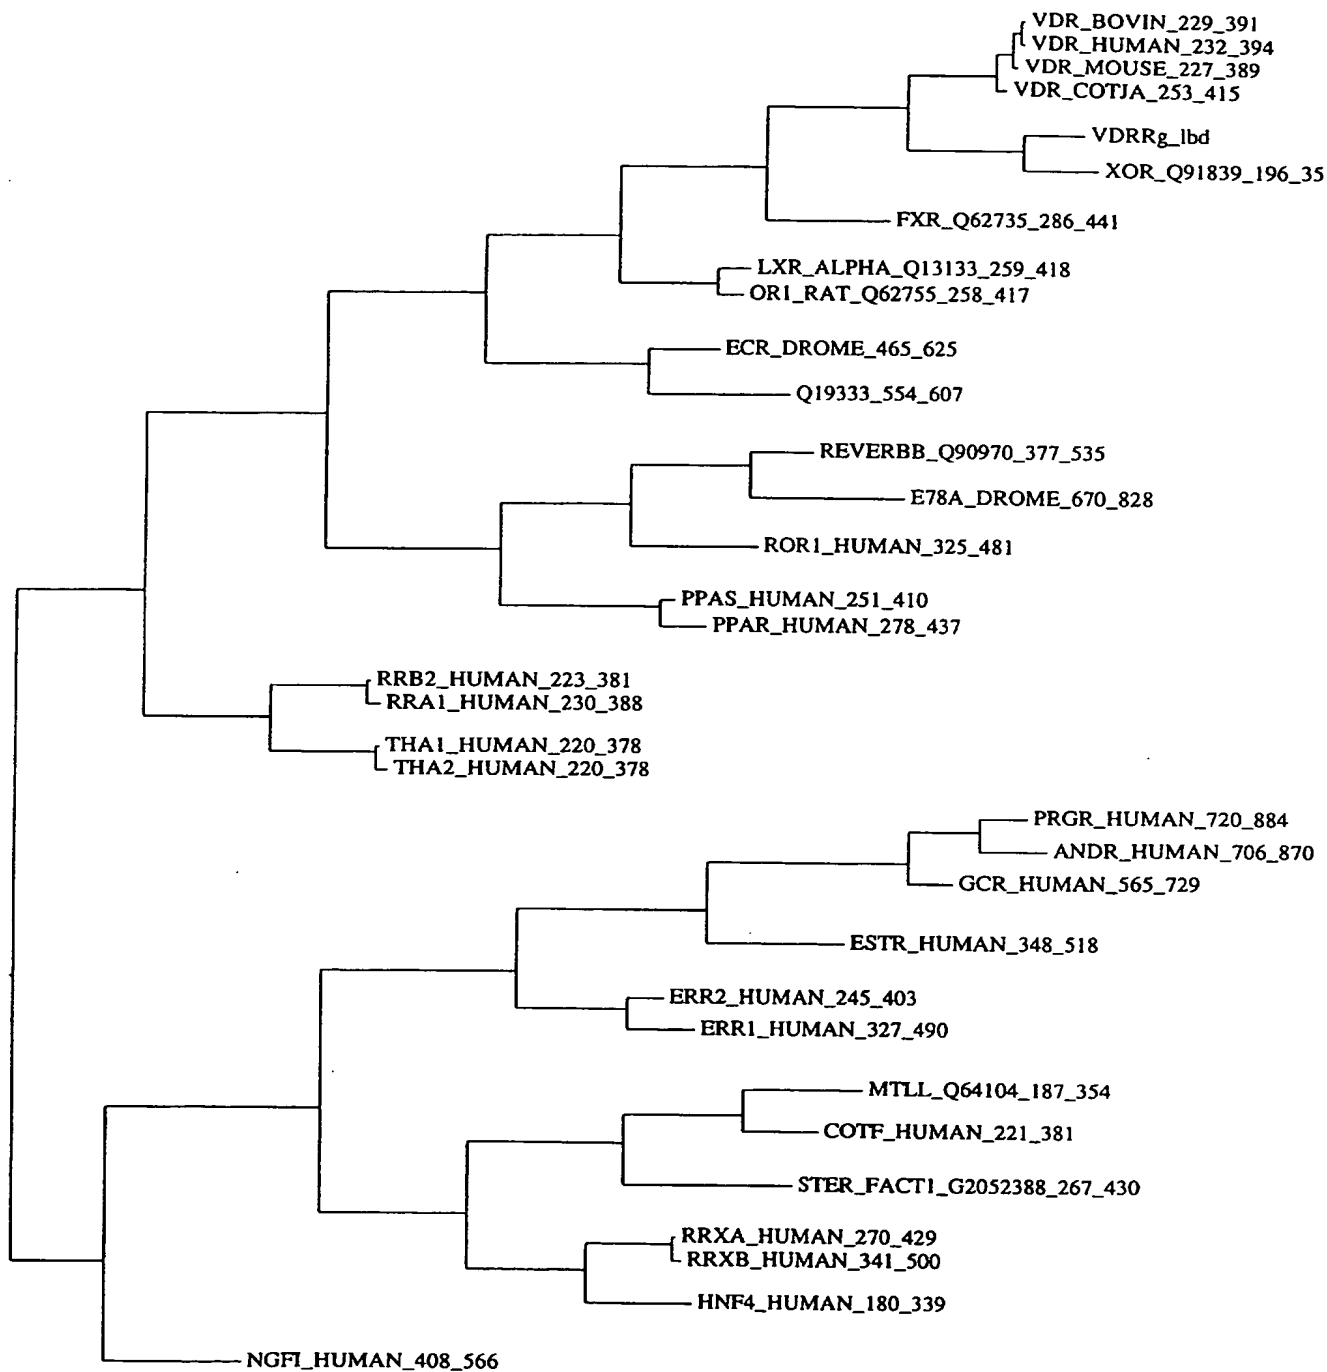 VDR_BOVIN_229_391
VDR_HUMAN_232_394
VDR_MOUSE_227_389
VDR_COTJA_253_415
VDRRg_lbd
XOR_Q91839_196_35
FXR_Q62735_286_441
LXR_ALPHA_Q13133_259_418
OR1_RAT_Q62755_258_417
ECR_DROME_465_625
Q19333_554_607
REVERBB_Q90970_377_535
E78A_DROME_670_828
ROR1_HUMAN_325_481
PPAS_HUMAN_251_410
PPAR_HUMAN_278_437
RRB2_HUMAN_223_381
RRA1_HUMAN_230_388
THA1_HUMAN_220_378
THA2_HUMAN_220_378
PRGR_HUMAN_720_884
ANDR_HUMAN_706_870
GCR_HUMAN_565_729
ESTR_HUMAN_348_518
ERR2_HUMAN_245_403
ERR1_HUMAN_327_490
MTLL_Q64104_187_354
COTF_HUMAN_221_381
STER_FACT1_G2052388_267_430
RRXA_HUMAN_270_429
RRXB_HUMAN_341_500
HNF4_HUMAN_180_339
NGFI_HUMAN_408_566